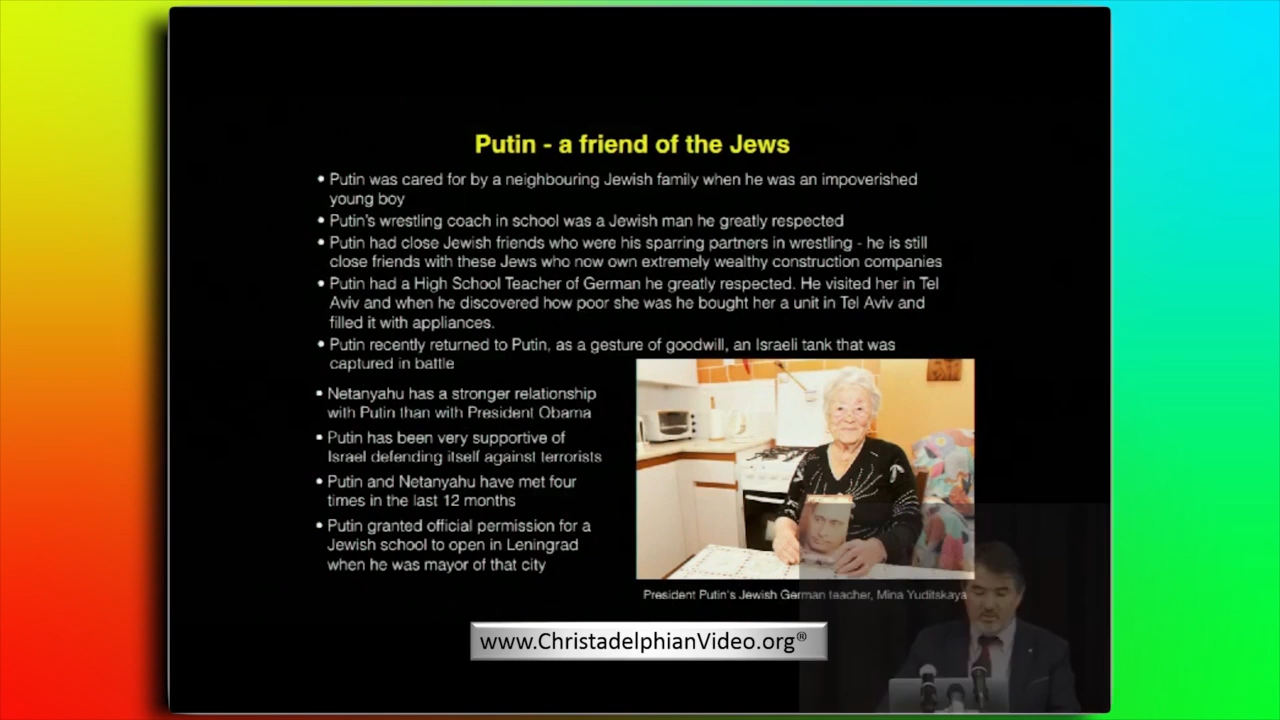 Putin - a friend of the Jews
• Putin was cared for by a neighbouring Jewish family when he was an impoverished
young boy
• Putin's wrestling coach in school was a Jewish man he greatly respected
• Putin had close Jewish friends who were his sparring partners in wrestling - he is still
close friends with these Jews who now own extremely wealthy construction companies
• Putin had a High School Teacher of German he greatly respected. He visited her in Tel
Aviv and when he discovered how poor she was he bought her a unit in Tel Aviv and
filled it with appliances.
• Putin recently returned to Putin, as a gesture of goodwill, an Israeli tank that was
captured in battle
▪ Netanyahu has a stronger relationship
with Putin than with President Obama
▪ Putin has been very supportive of
Israel defending itself against terrorists
▪ Putin and Netanyahu have met four
times in the last 12 months
▪ Putin granted official permission for a
Jewish school to open in Leningrad
when he was mayor of that city
President Putin's Jewish German teacher, Mina Yuditskaya
www.ChristadelphianVideo.org®